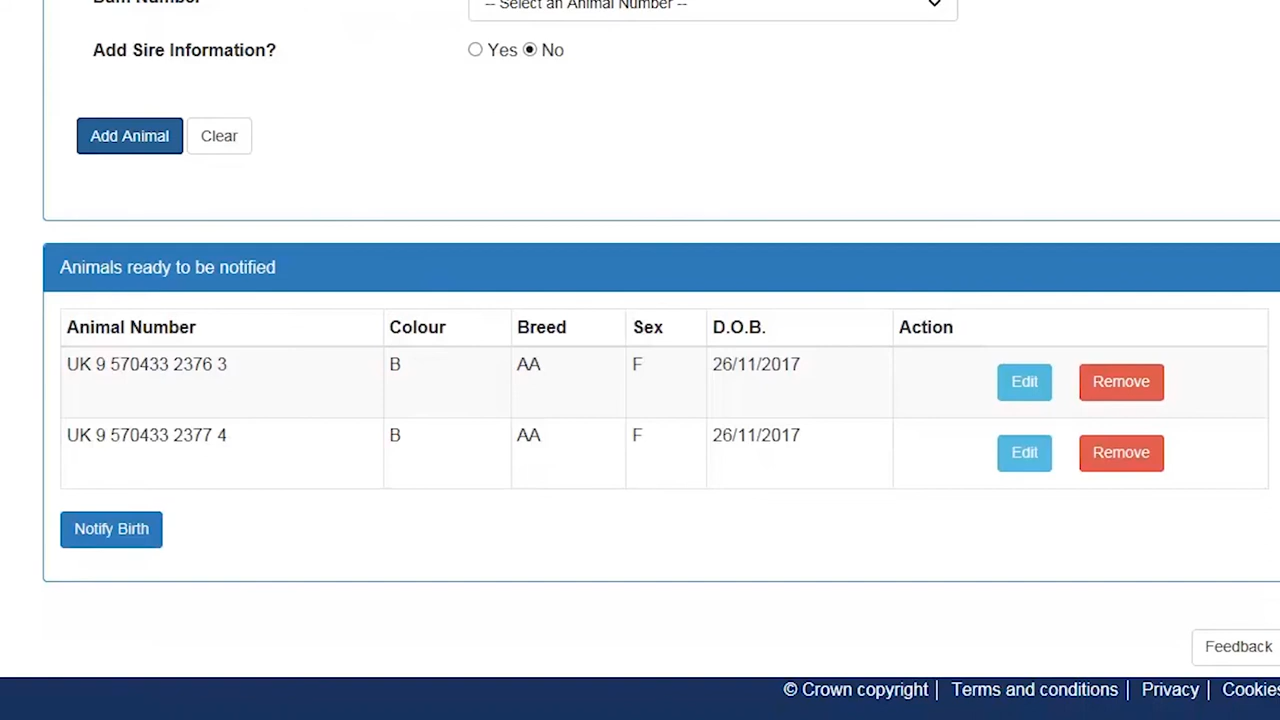 -- Select an Animal Number --
Add Sire Information? Yes No
Add Animal Clear
Animals ready to be notified
Animal Number Colour Breed Sex D.O.B. Action
UK 9 570433 2376 3 B AA F 26/11/2017 Edit Remove
UK 9 570433 2377 4 B AA F 26/11/2017 Edit Remove
Notify Birth
Feedback
© Crown copyright | Terms and conditions | Privacy | Cookies